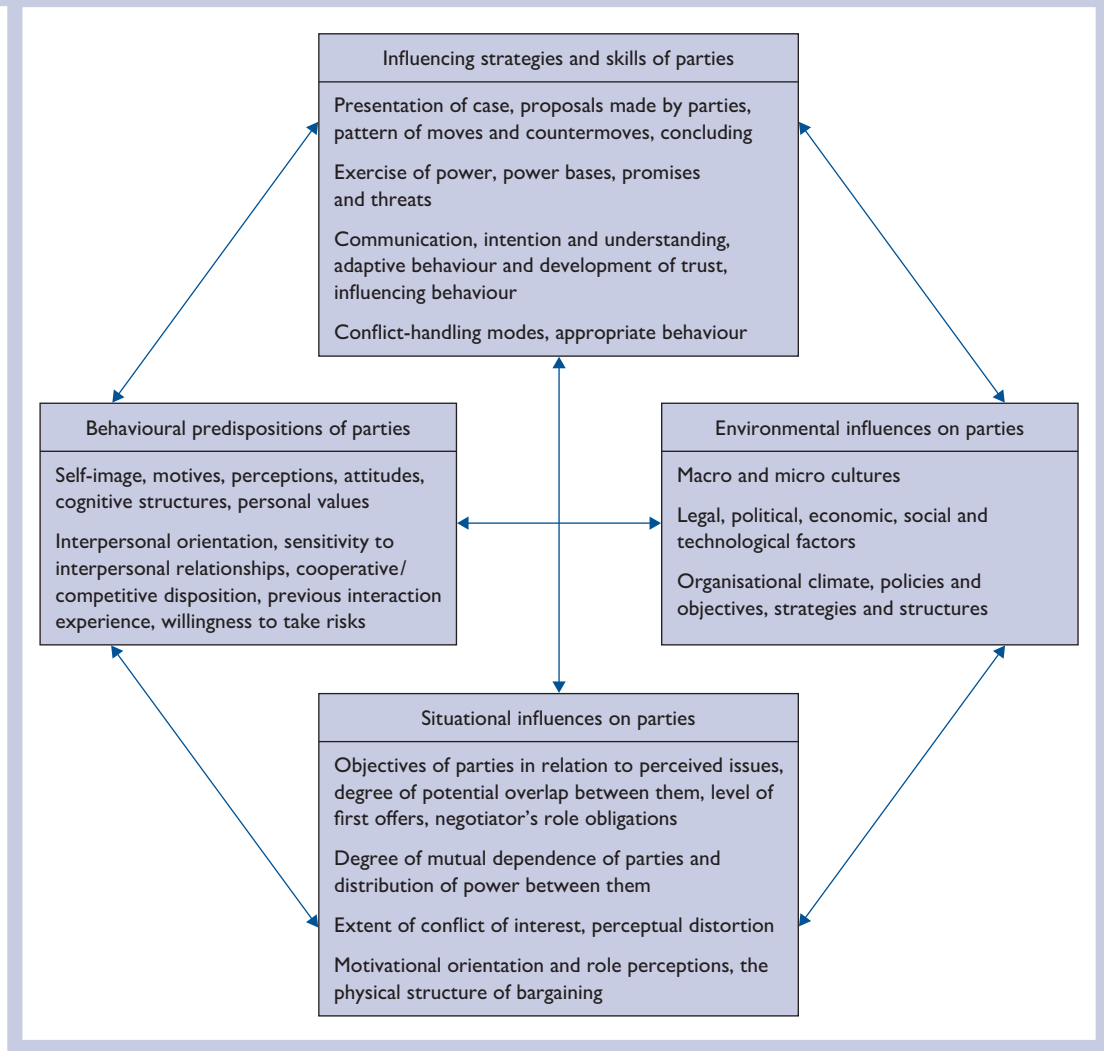 Influencing strategies and skills of parties
Presentation of case, proposals made by parties,
pattern of moves and countermoves, concluding
Exercise of power, power bases, promises
and threats
Communication, intention and understanding,
adaptive behaviour and development of trust,
influencing behaviour
Conflict-handling modes, appropriate behaviour
Behavioural predispositions of parties
Self-image, motives, perceptions, attitudes,
cognitive structures, personal values
Interpersonal orientation, sensitivity to
interpersonal relationships, cooperative/
competitive disposition, previous interaction
experience, willingness to take risks
Environmental influences on parties
Macro and micro cultures
Legal, political, economic, social and
technological factors
Organisational climate, policies and
objectives, strategies and structures
Situational influences on parties
Objectives of parties in relation to perceived issues,
degree of potential overlap between them, level of
first offers, negotiator's role obligations
Degree of mutual dependence of parties and
distribution of power between them
Extent of conflict of interest, perceptual distortion
Motivational orientation and role perceptions, the
physical structure of bargaining